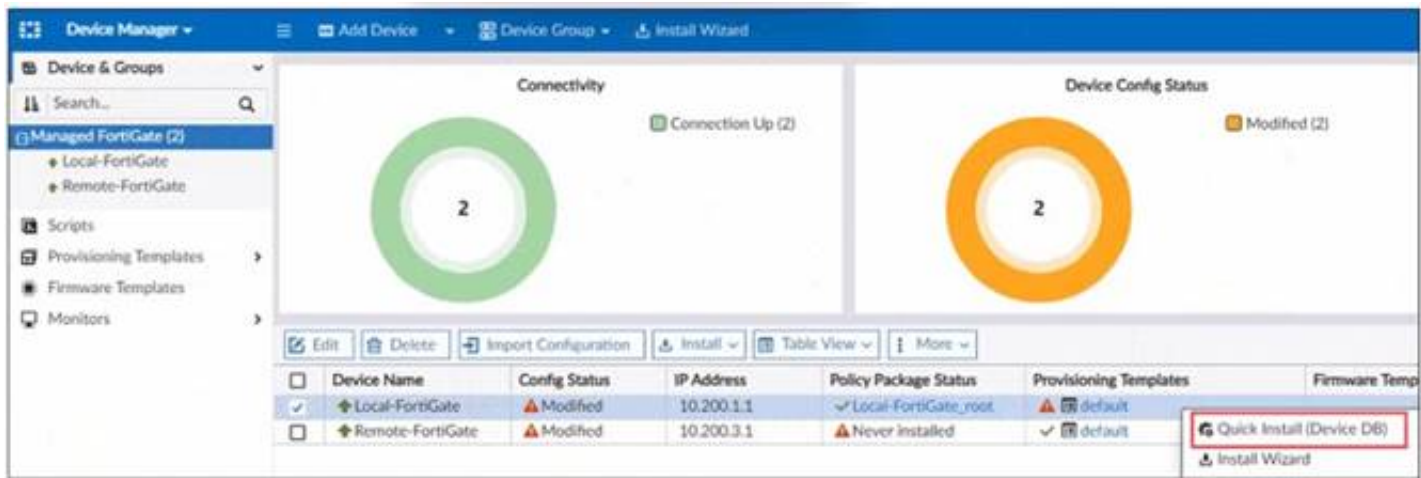 Device Manager
Add Device
Device Group
Install Wizard
Device & Groups
Search...
Managed FortiGate (2)
Local-FortiGate
Remote-FortiGate
Scripts
Provisioning Templates
Firmware Templates
Monitors
Connectivity
Connection Up (2)
2
Device Config Status
Modified (2)
2
Edit
Delete
Import Configuration
Install
Table View
More
Device Name Config Status IP Address Policy Package Status Provisioning Templates Firmware Temp
Local-FortiGate Modified 10.200.1.1 Local-FortiGate_root default
Remote-FortiGate Modified 10.200.3.1 Never installed default
Quick Install (Device DB)
Install Wizard